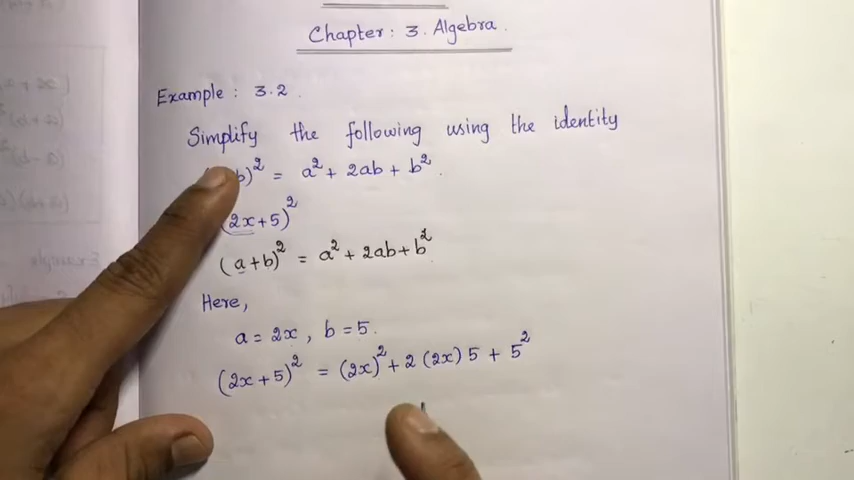 Chapter : 3. Algebra.
Example : 3.2.
Simplify the following using the identity
b)² = a² + 2ab + b².
(2x+5)²
(a+b)² = a² + 2ab+b².
Here,
a = 2x, b = 5.
(2x+5)² = (2x)² + 2 (2x) 5 + 5²